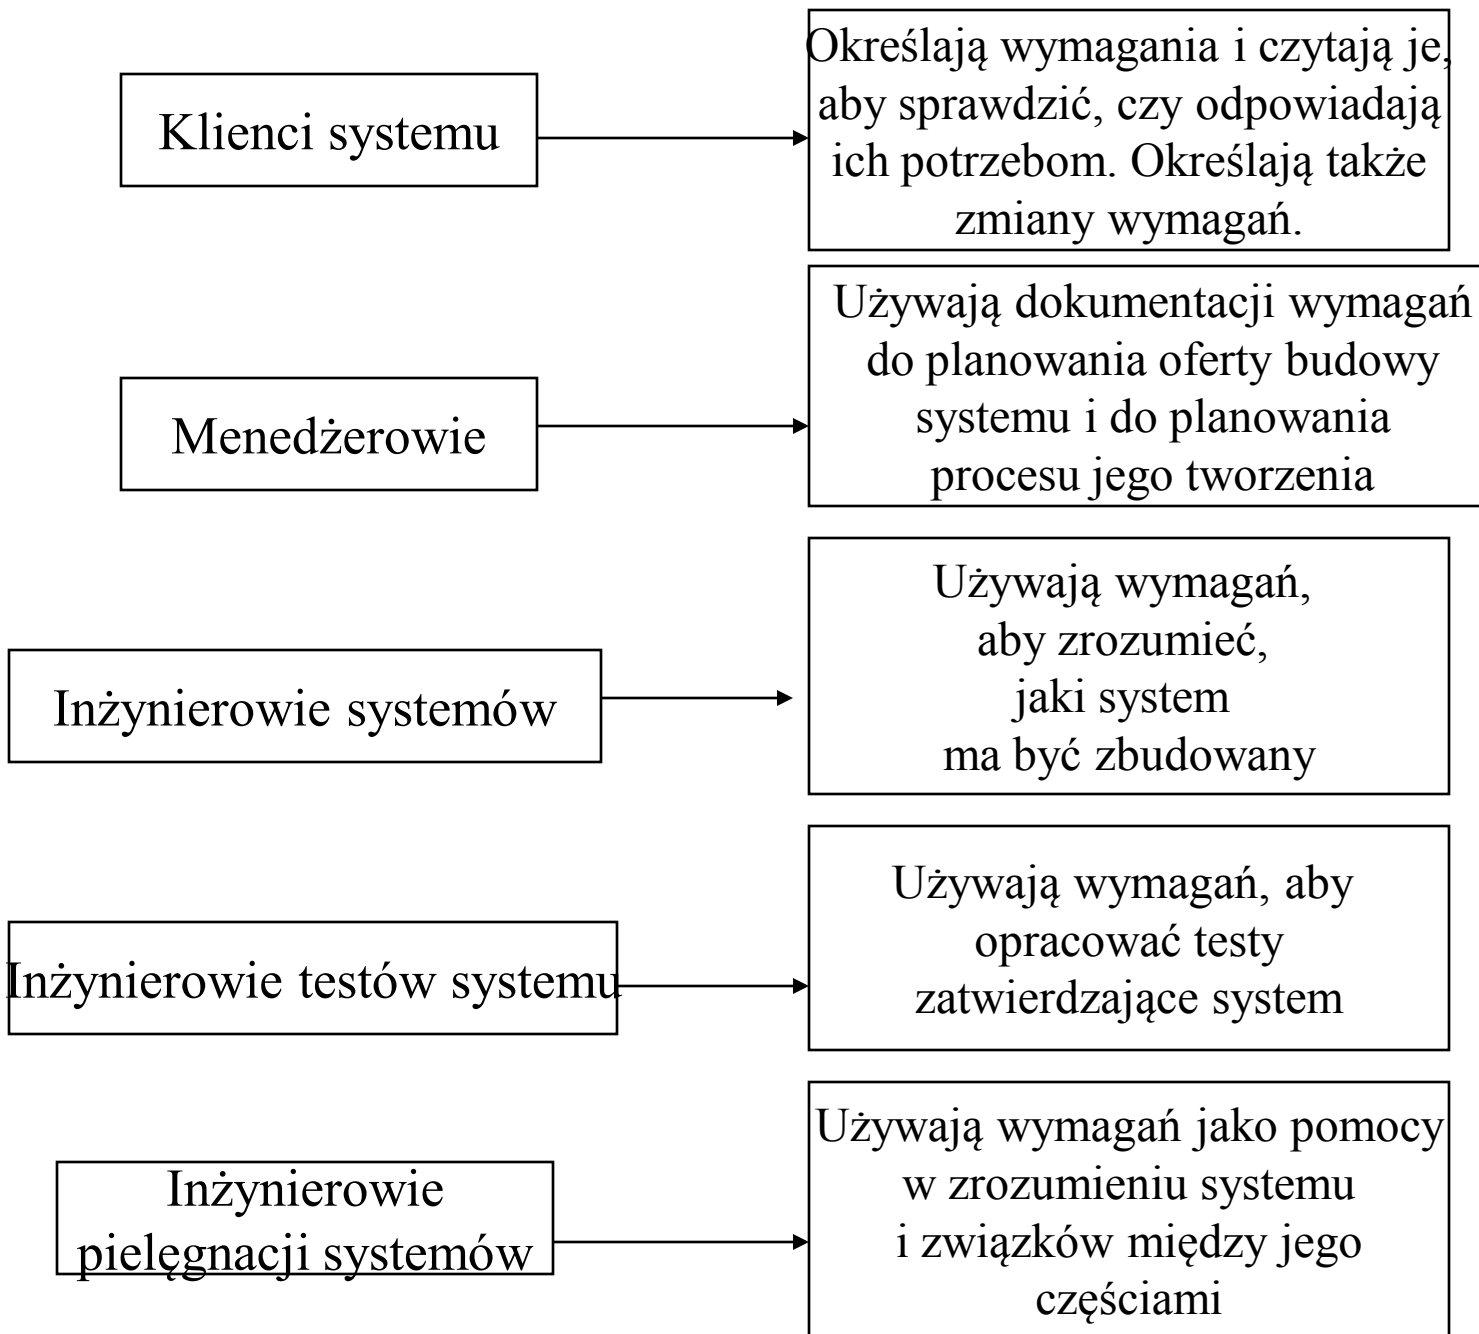 Klienci systemu
Określają wymagania i czytają je,
aby sprawdzić, czy odpowiadają
ich potrzebom. Określają także
zmiany wymagań.
Menedżerowie
Używają dokumentacji wymagań
do planowania oferty budowy
systemu i do planowania
procesu jego tworzenia
Inżynierowie systemów
Używają wymagań,
aby zrozumieć,
jaki system
ma być zbudowany
Inżynierowie testów systemu
Używają wymagań, aby
opracować testy
zatwierdzające system
Inżynierowie
pielęgnacji systemów
Używają wymagań jako pomocy
w zrozumieniu systemu
i związków między jego
częściami